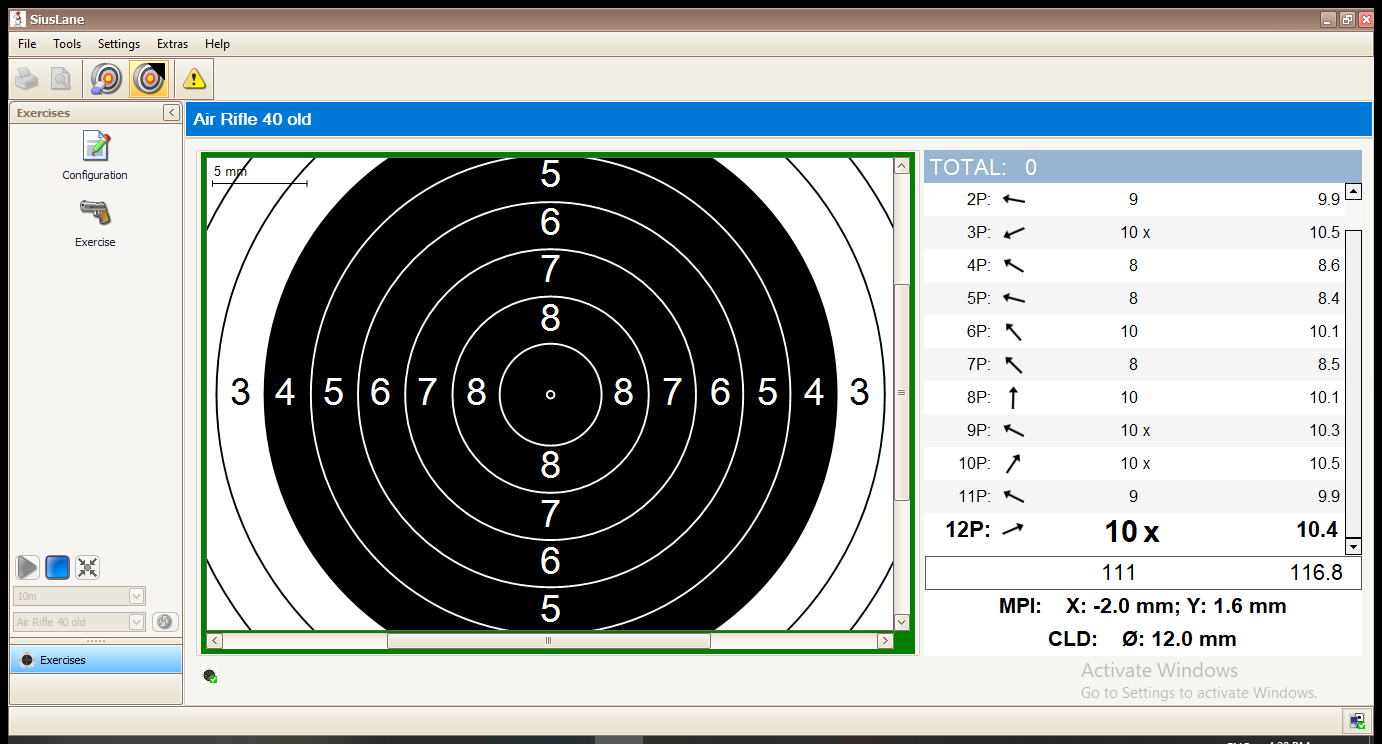 SiusLane
File Tools Settings Extras Help
Exercises
Configuration
Exercise
10m
Air Rifle 40 old
Exercises
Air Rifle 40 old
5 mm
5
6
7
8
3 4 5 6 7 8 8 7 6 5 4 3
8
7
6
5
TOTAL: 0
2P: 9 9.9
3P: 10 x 10.5
4P: 8 8.6
5P: 8 8.4
6P: 10 10.1
7P: 8 8.5
8P: 10 10.1
9P: 10 x 10.3
10P: 10 x 10.5
11P: 9 9.9
12P: 10 x 10.4
111 116.8
MPI: X: -2.0 mm; Y: 1.6 mm
CLD: Ø: 12.0 mm
Activate Windows
Go to Settings to activate Windows.